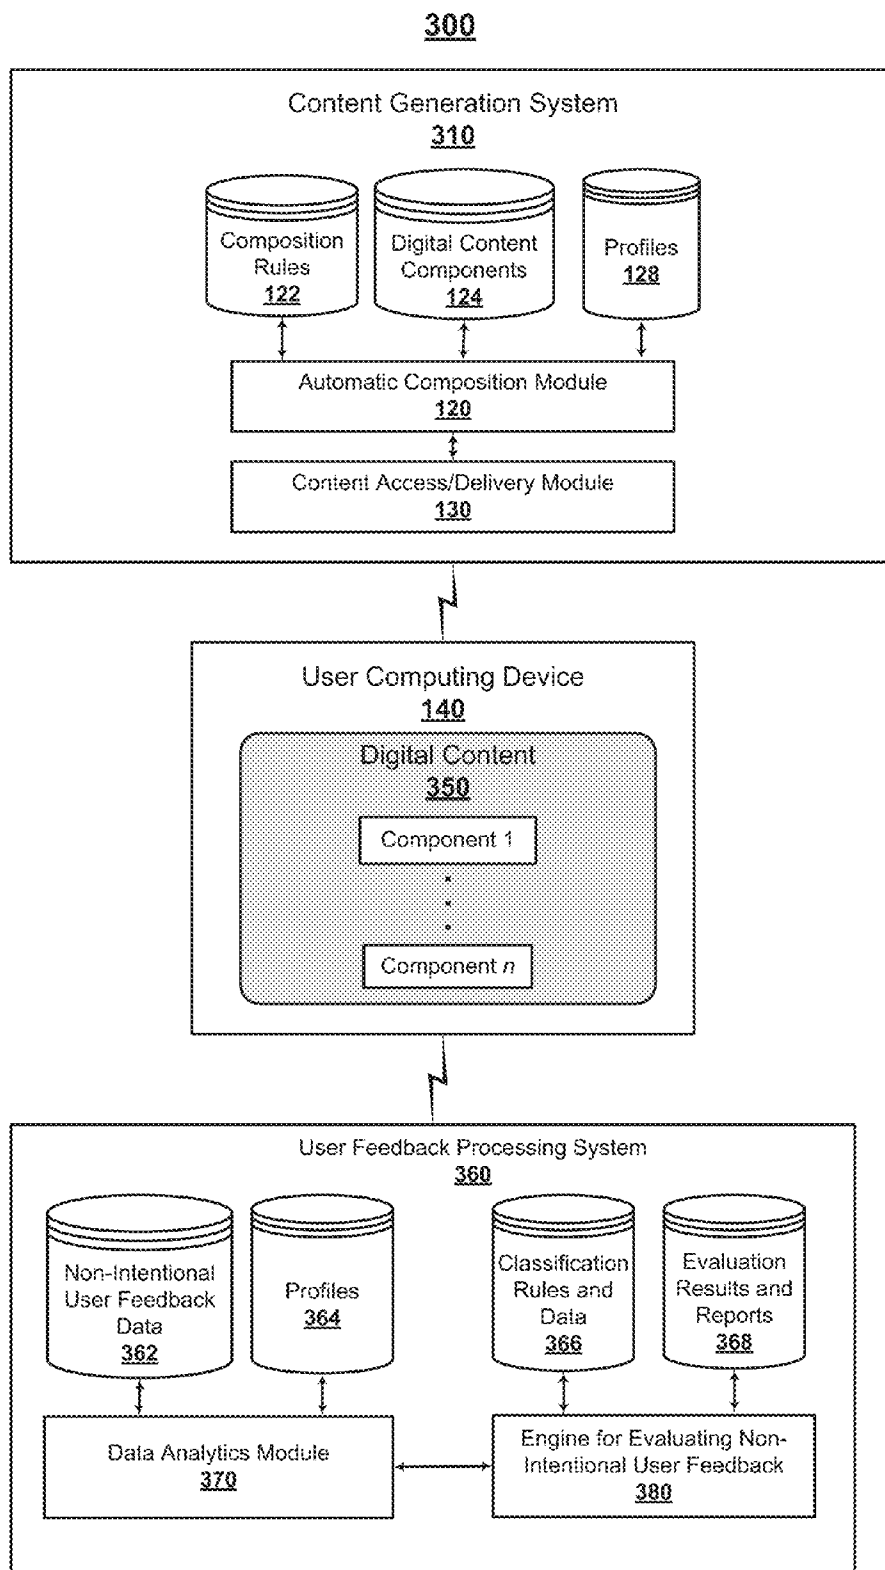 300
Content Generation System
310
Composition
Rules
122
Digital Content
Components
124
Profiles
128
Automatic Composition Module
120
Content Access/Delivery Module
130
User Computing Device
140
Digital Content
350
Component 1
Component n
User Feedback Processing System
360
Non-Intentional
User Feedback
Data
362
Profiles
364
Classification
Rules and
Data
366
Evaluation
Results and
Reports
368
Data Analytics Module
370
Engine for Evaluating Non-
Intentional User Feedback
380